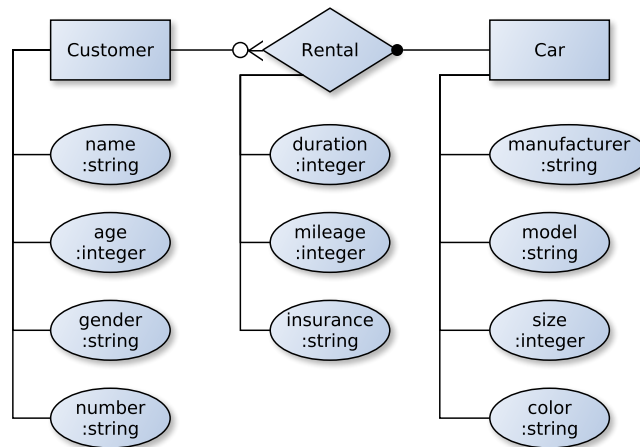 Customer
Rental
Car
name
:string
duration
:integer
manufacturer
:string
age
:integer
mileage
:integer
model
:string
gender
:string
insurance
:string
size
:integer
number
:string
color
:string